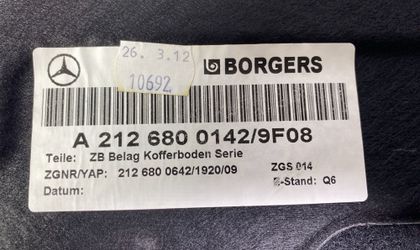 26. 3.12
10692
BORGERS
A 212 680 0142/9F08
Teile: ZB Belag Kofferboden Serie
ZGNR/YAP: 212 680 0642/1920/09 ZGS 014
Datum: E-Stand: Q6